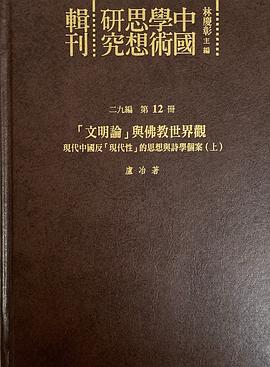 林慶彰 主編
中國
學術
思想
研究
輯刊
二九編 第12冊
「文明論」與佛教世界觀
現代中國反「現代性」的思想與詩學個案(上)
盧冶 著